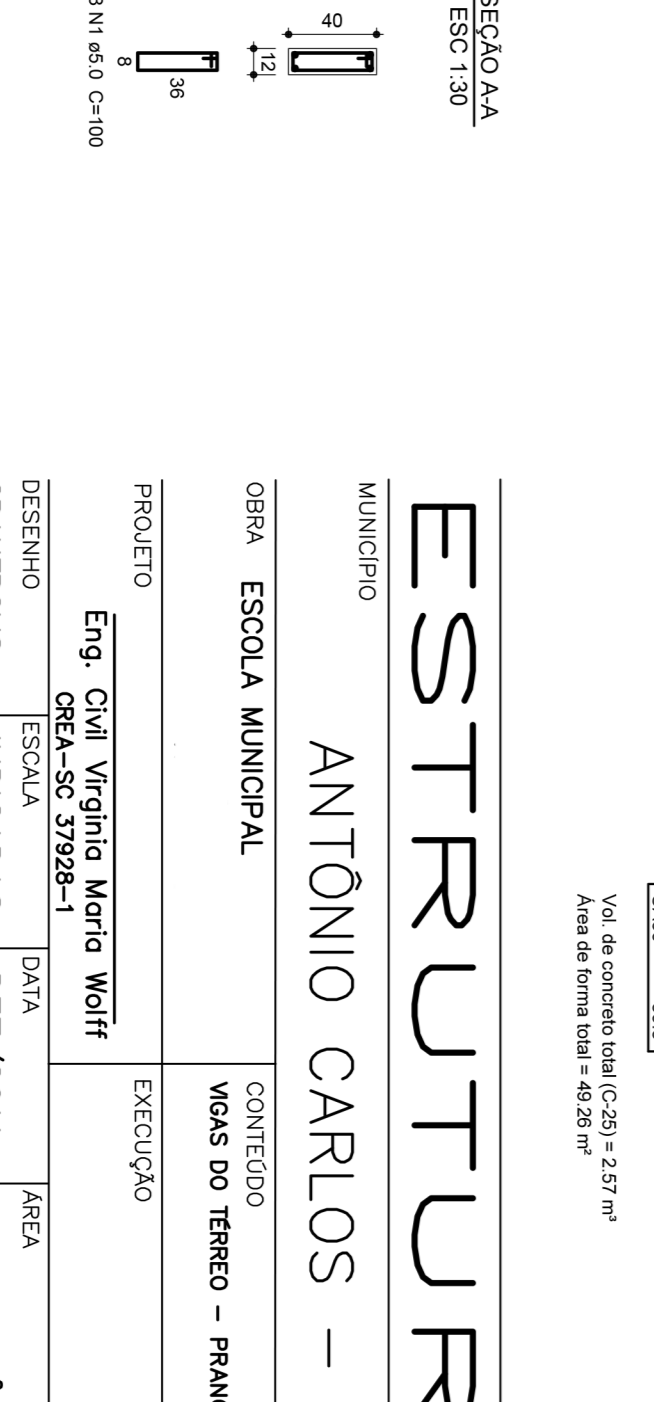 SEÇÃO A-A
ESC 1:30
40
12
36
8
N1 ø5.0 C=100
Vol. de concreto total (C-25) = 2.57 m³
Área de forma total = 49.26 m²
ESTRUTUR
MUNICÍPIO
ANTÔNIO CARLOS –
OBRA ESCOLA MUNICIPAL
CONTEÚDO
VIGAS DO TÉRREO – PRANC
PROJETO
Eng. Civil Virginia Maria Wolff
CREA–SC 37928–1
EXECUÇÃO
DESENHO
ESCALA
DATA
ÁREA